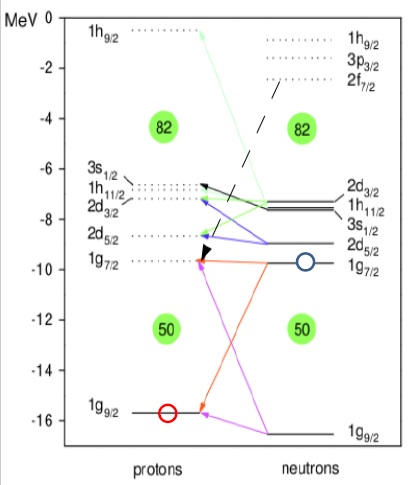 MeV
0
-2
-4
-6
-8
-10
-12
-14
-16
1h9/2
82
3s1/2
1h11/2
2d3/2
2d5/2
1g7/2
50
1g9/2
protons
1h9/2
3p3/2
2f7/2
82
2d3/2
1h11/2
3s1/2
2d5/2
1g7/2
50
1g9/2
neutrons